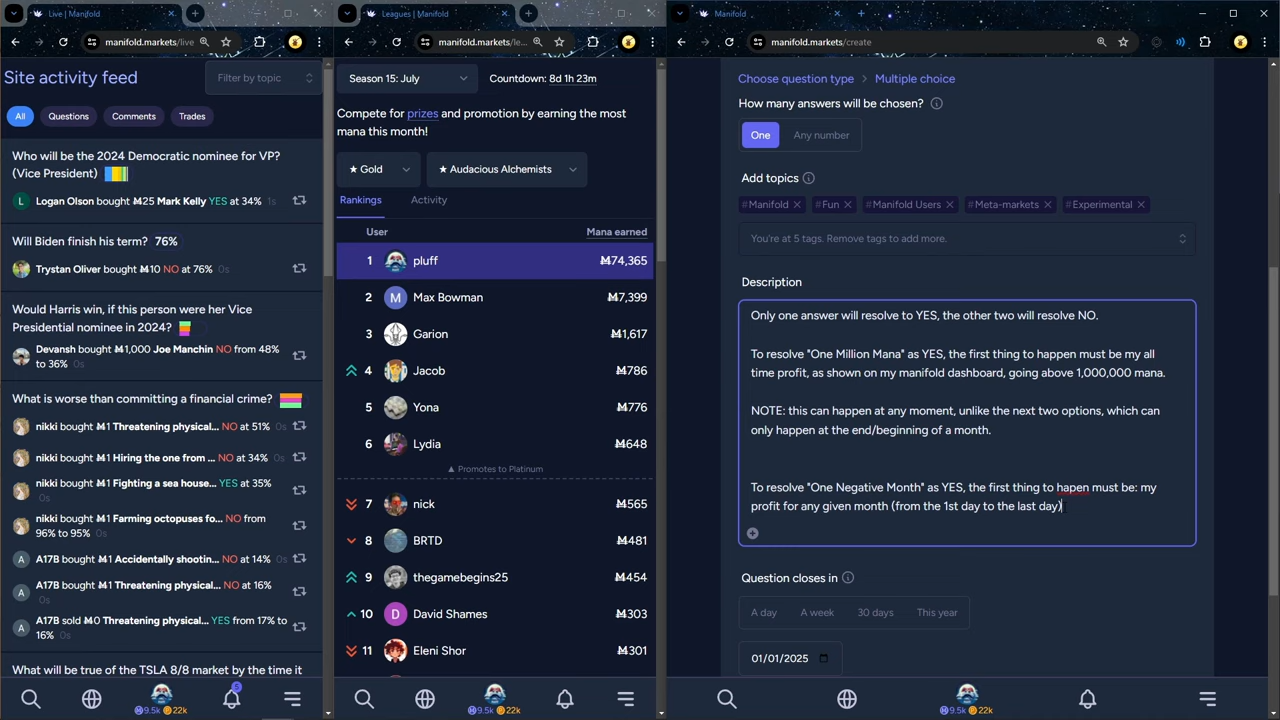 Live | Manifold
manifold.markets/live
Site activity feed
Filter by topic
All
Questions
Comments
Trades
Who will be the 2024 Democratic nominee for VP?
(Vice President)
L
Logan Olson bought Ṁ25 Mark Kelly YES at 34% 1s
Will Biden finish his term? 76%
Trystan Oliver bought Ṁ10 NO at 76% 0s
Would Harris win, if this person were her Vice
Presidential nominee in 2024?
Devansh bought Ṁ1,000 Joe Manchin NO from 48%
to 36% 0s
What is worse than committing a financial crime?
nikki bought Ṁ1 Threatening physical... NO at 51% 0s
nikki bought Ṁ1 Hiring the one from ... NO at 34% 0s
nikki bought Ṁ1 Fighting a sea house... YES at 35%
0s
nikki bought Ṁ1 Farming octopuses fo... NO from
96% to 95% 0s
A
A17B bought Ṁ1 Accidentally shootin... NO at 14% 0s
A
A17B bought Ṁ1 Threatening physical... NO at 16%
0s
A
A17B sold Ṁ0 Threatening physical... YES from 17% to
16% 0s
What will be true of the TSLA 8/8 market by the time it
5
9.5k 22k
Leagues | Manifold
manifold.markets/le...
Season 15: July
Countdown: 8d 1h 23m
Compete for prizes and promotion by earning the most
mana this month!
★ Gold
★ Audacious Alchemists
Rankings
Activity
User
Mana earned
1 pluff Ṁ74,365
2 M Max Bowman Ṁ7,399
3 Garion Ṁ1,617
4 Jacob Ṁ786
5 Yona Ṁ776
6 Lydia Ṁ648
▲ Promotes to Platinum
7 nick Ṁ565
8 BRTD Ṁ481
9 thegamebegins25 Ṁ454
10 D David Shames Ṁ303
11 Eleni Shor Ṁ301
9.5k 22k
Manifold
manifold.markets/create
Choose question type > Multiple choice
How many answers will be chosen?
One
Any number
Add topics
#Manifold
#Fun
#Manifold Users
#Meta-markets
#Experimental
You're at 5 tags. Remove tags to add more.
Description
Only one answer will resolve to YES, the other two will resolve NO.
To resolve "One Million Mana" as YES, the first thing to happen must be my all
time profit, as shown on my manifold dashboard, going above 1,000,000 mana.
NOTE: this can happen at any moment, unlike the next two options, which can
only happen at the end/beginning of a month.
To resolve "One Negative Month" as YES, the first thing to hapen must be: my
profit for any given month (from the 1st day to the last day)
Question closes in
A day
A week
30 days
This year
01/01/2025
9.5k 22k